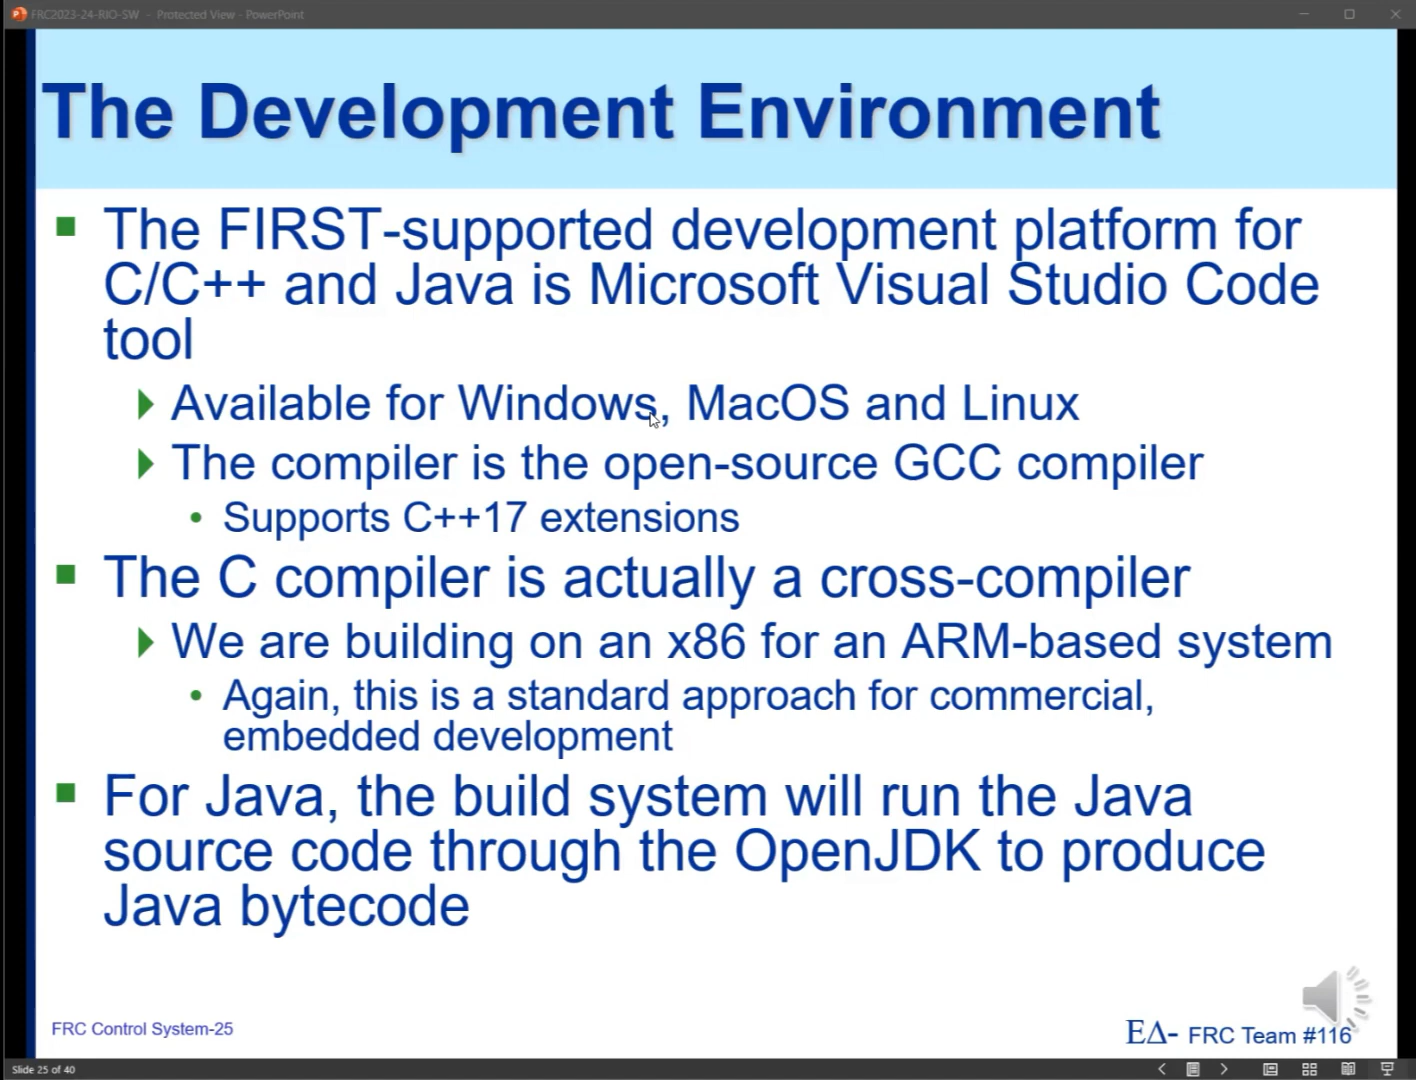 FRC2023-24-RIO-SW - Protected View - PowerPoint
The Development Environment
The FIRST-supported development platform for
C/C++ and Java is Microsoft Visual Studio Code
tool
Available for Windows, MacOS and Linux
The compiler is the open-source GCC compiler
Supports C++17 extensions
The C compiler is actually a cross-compiler
We are building on an x86 for an ARM-based system
Again, this is a standard approach for commercial,
embedded development
For Java, the build system will run the Java
source code through the OpenJDK to produce
Java bytecode
FRC Control System-25
ΕΔ- FRC Team #116
Slide 25 of 40